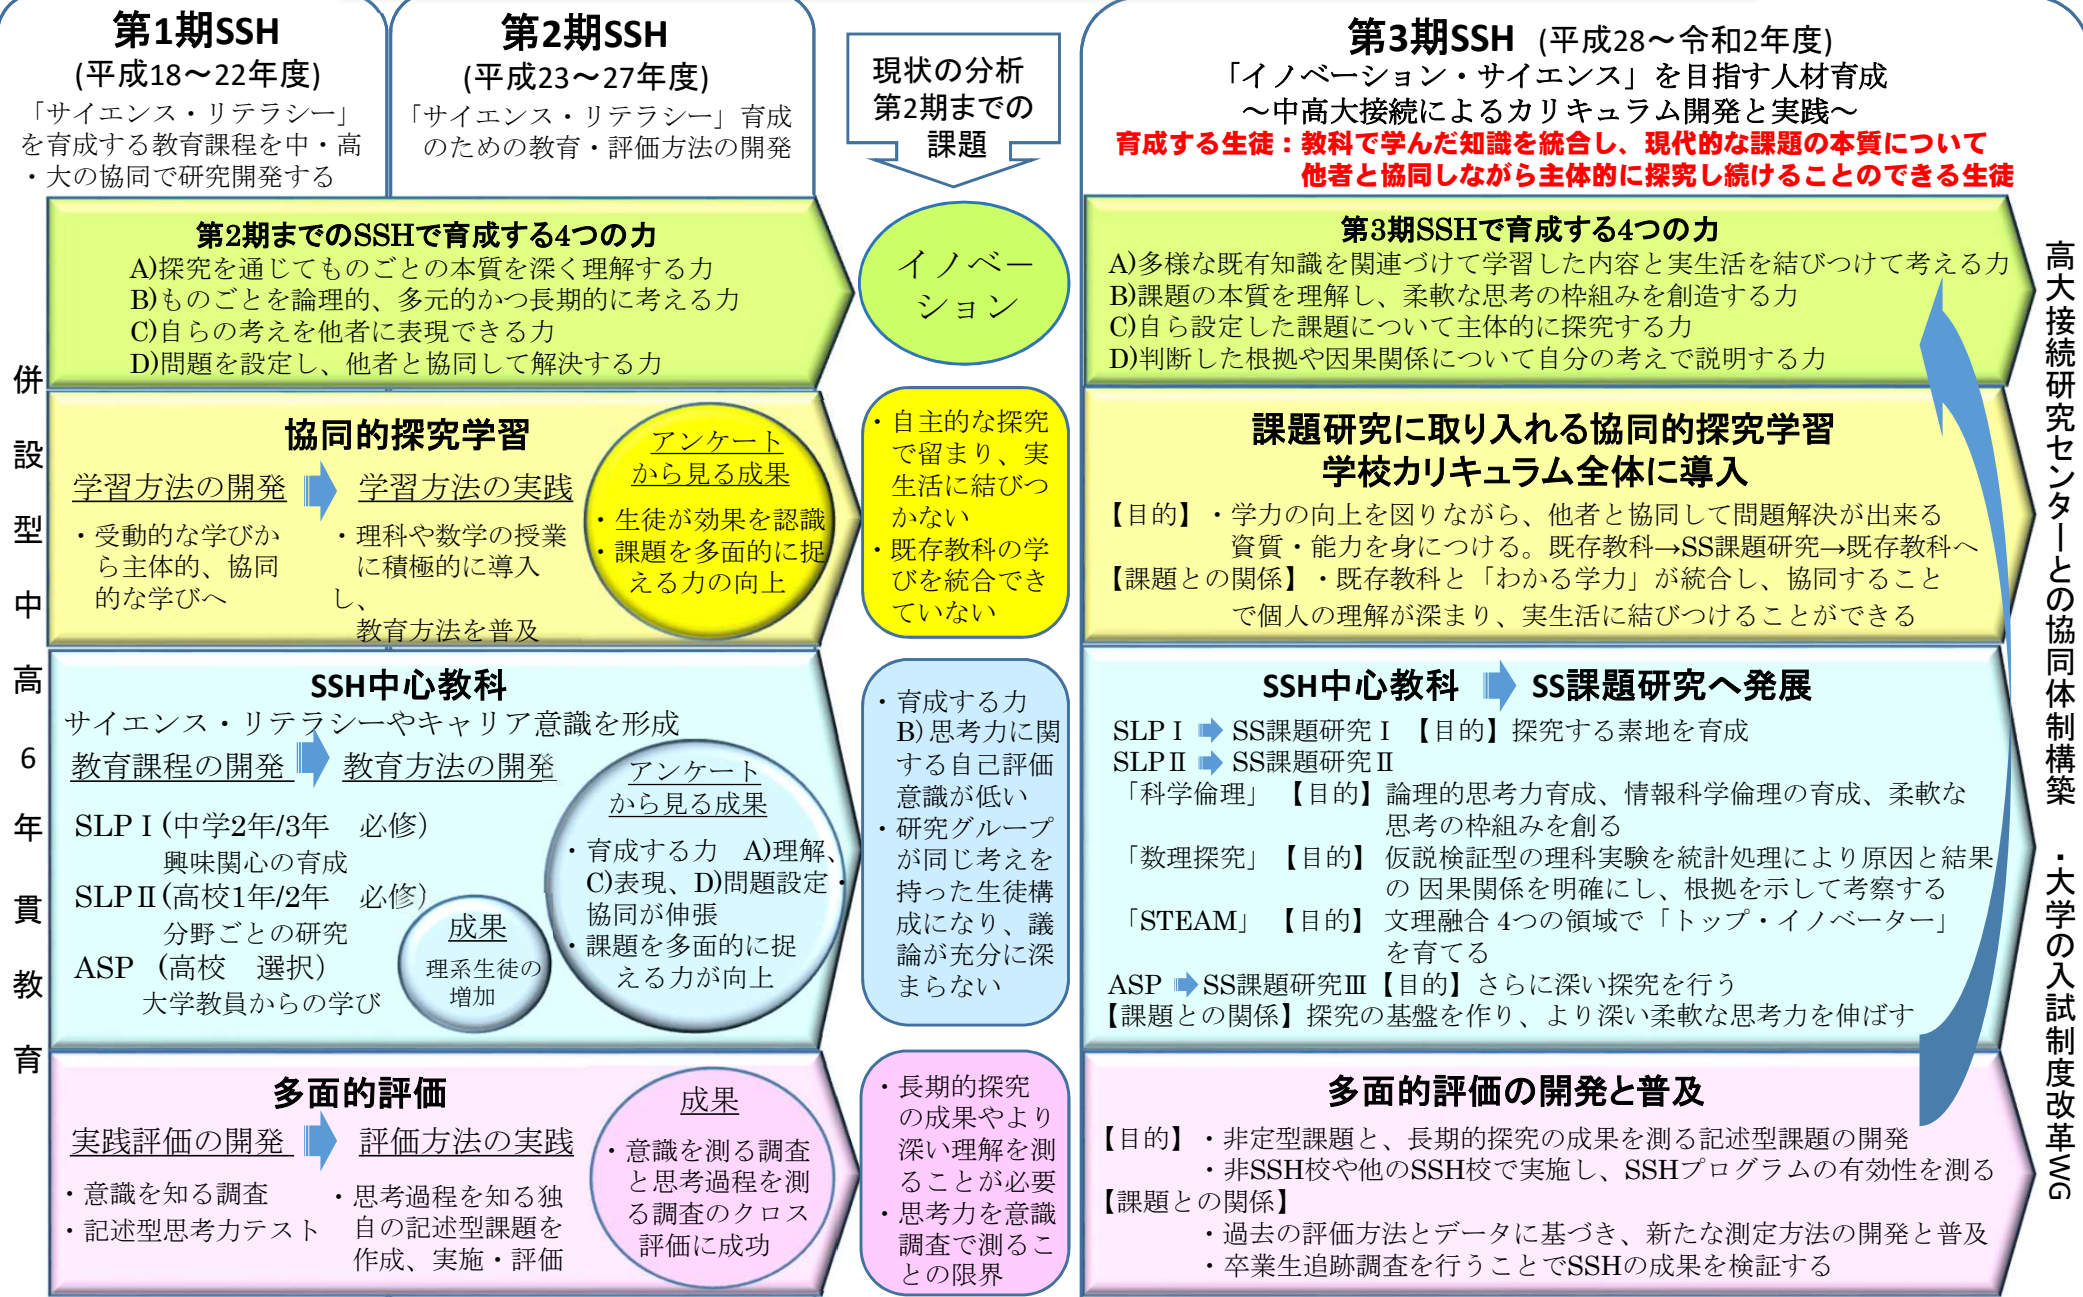 第1期SSH
(平成18～22年度)
「サイエンス・リテラシー」
を育成する教育課程を中・高
・大の協同で研究開発する
第2期SSH
(平成23～27年度)
「サイエンス・リテラシー」育成
のための教育・評価方法の開発
現状の分析
第2期までの
課題
第3期SSH (平成28～令和2年度)
「イノベーション・サイエンス」を目指す人材育成
～中高大接続によるカリキュラム開発と実践～
育成する生徒：教科で学んだ知識を統合し、現代的な課題の本質について
他者と協同しながら主体的に探究し続けることのできる生徒
併設型中高6年一貫教育
第2期までのSSHで育成する4つの力
A)探究を通じてものごとの本質を深く理解する力
B)ものごとを論理的、多元的かつ長期的に考える力
C)自らの考えを他者に表現できる力
D)問題を設定し、他者と協同して解決する力
イノベー
ション
第3期SSHで育成する4つの力
A)多様な既有知識を関連づけて学習した内容と実生活を結びつけて考える力
B)課題の本質を理解し、柔軟な思考の枠組みを創造する力
C)自ら設定した課題について主体的に探究する力
D)判断した根拠や因果関係について自分の考えで説明する力
協同的探究学習
学習方法の開発
・受動的な学びか
ら主体的、協同
的な学びへ
学習方法の実践
・理科や数学の授業
に積極的に導入
し、
教育方法を普及
アンケート
から見る成果
・生徒が効果を認識
・課題を多面的に捉
える力の向上
・自主的な探究
で留まり、実
生活に結びつ
かない
・既存教科の学
びを統合でき
ていない
課題研究に取り入れる協同的探究学習
学校カリキュラム全体に導入
【目的】・学力の向上を図りながら、他者と協同して問題解決が出来る
資質・能力を身につける。既存教科→SS課題研究→既存教科へ
【課題との関係】・既存教科と「わかる学力」が統合し、協同すること
で個人の理解が深まり、実生活に結びつけることができる
SSH中心教科
サイエンス・リテラシーやキャリア意識を形成
教育課程の開発
教育方法の開発
SLPⅠ(中学2年/3年　必修)
興味関心の育成
SLPⅡ(高校1年/2年　必修)
分野ごとの研究
ASP (高校　選択)
大学教員からの学び
成果
理系生徒の
増加
アンケート
から見る成果
・育成する力　A)理解、
C)表現、D)問題設定・
協同が伸張
・課題を多面的に捉
える力が向上
・育成する力
B)思考力に関
する自己評価
意識が低い
・研究グループ
が同じ考えを
持った生徒構
成になり、議
論が充分に深
まらない
SSH中心教科 SS課題研究へ発展
SLPⅠ SS課題研究Ⅰ 【目的】探究する素地を育成
SLPⅡ SS課題研究Ⅱ
「科学倫理」 【目的】論理的思考力育成、情報科学倫理の育成、柔軟な
思考の枠組みを創る
「数理探究」【目的】 仮説検証型の理科実験を統計処理により原因と結果
の 因果関係を明確にし、根拠を示して考察する
「STEAM」 【目的】 文理融合 4つの領域で「トップ・イノベーター」
を育てる
ASP SS課題研究Ⅲ【目的】さらに深い探究を行う
【課題との関係】探究の基盤を作り、より深い柔軟な思考力を伸ばす
多面的評価
実践評価の開発
・意識を知る調査
・記述型思考力テスト
評価方法の実践
・思考過程を知る独
自の記述型課題を
作成、実施・評価
成果
・意識を測る調査
と思考過程を測
る調査のクロス
評価に成功
・長期的探究
の成果やより
深い理解を測
ることが必要
・思考力を意識
調査で測るこ
との限界
多面的評価の開発と普及
【目的】・非定型課題と、長期的探究の成果を測る記述型課題の開発
・非SSH校や他のSSH校で実施し、SSHプログラムの有効性を測る
【課題との関係】
・過去の評価方法とデータに基づき、新たな測定方法の開発と普及
・卒業生追跡調査を行うことでSSHの成果を検証する
高大接続研究センターとの協同体制構築　・大学の入試制度改革WG